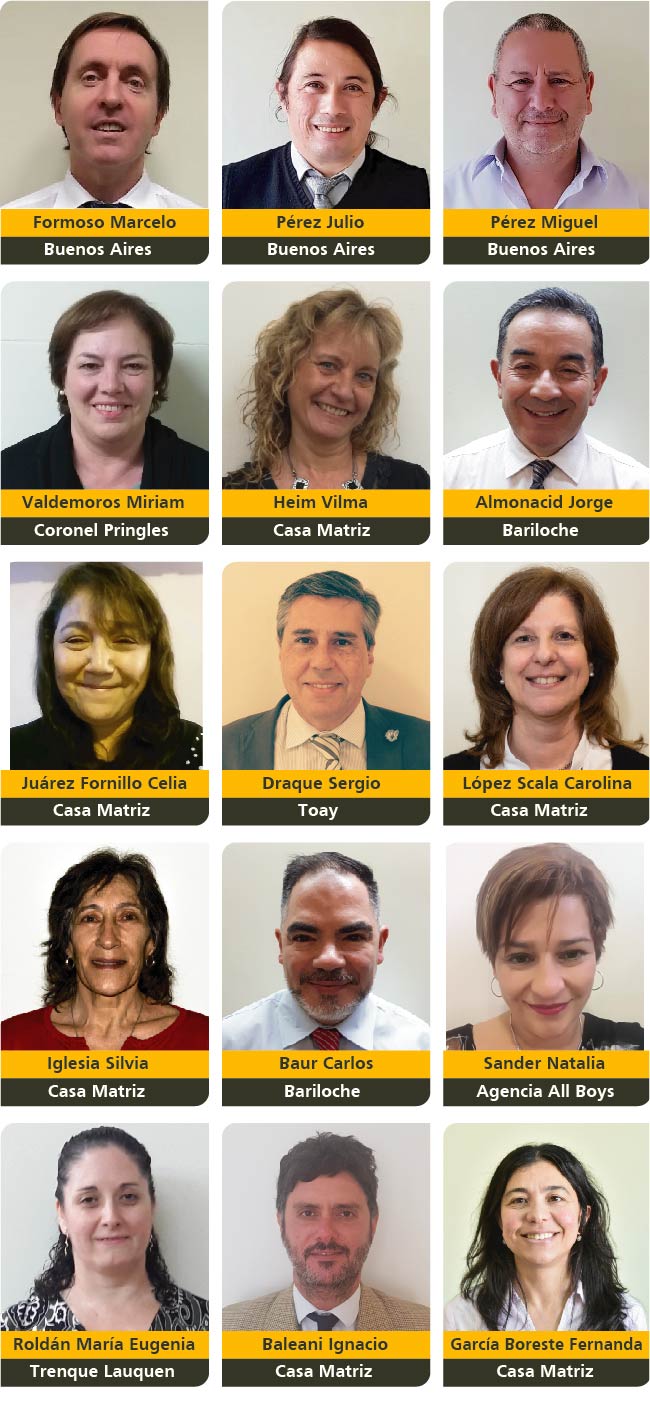 Formoso Marcelo
Buenos Aires
Pérez Julio
Buenos Aires
Pérez Miguel
Buenos Aires
Valdemoros Miriam
Coronel Pringles
Heim Vilma
Casa Matriz
Almonacid Jorge
Bariloche
Juárez Fornillo Celia
Casa Matriz
Draque Sergio
Toay
López Scala Carolina
Casa Matriz
Iglesia Silvia
Casa Matriz
Baur Carlos
Bariloche
Sander Natalia
Agencia All Boys
Roldán María Eugenia
Trenque Lauquen
Baleani Ignacio
Casa Matriz
García Boreste Fernanda
Casa Matriz